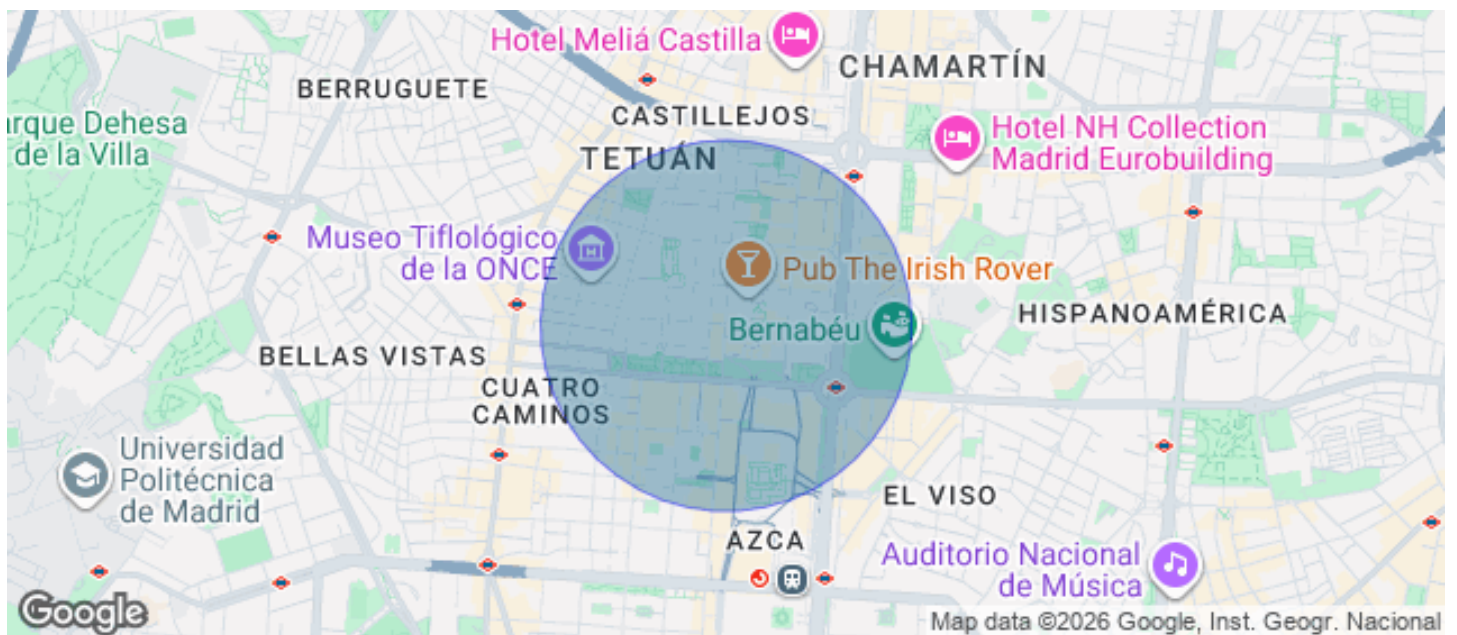 Hotel Meliá Castilla
CHAMARTÍN
BERRUGUETE
CASTILLEJOS
arque Dehesa
de la Villa
Hotel NH Collection
Madrid Eurobuilding
TETUÁN
Museo Tiflológico
de la ONCE
Pub The Irish Rover
HISPANOAMÉRICA
Bernabéu
BELLAS VISTAS
CUATRO
CAMINOS
Universidad
Politécnica
de Madrid
EL VISO
AZCA
Auditorio Nacional
de Música
Google
Map data ©2026 Google, Inst. Geogr. Nacional